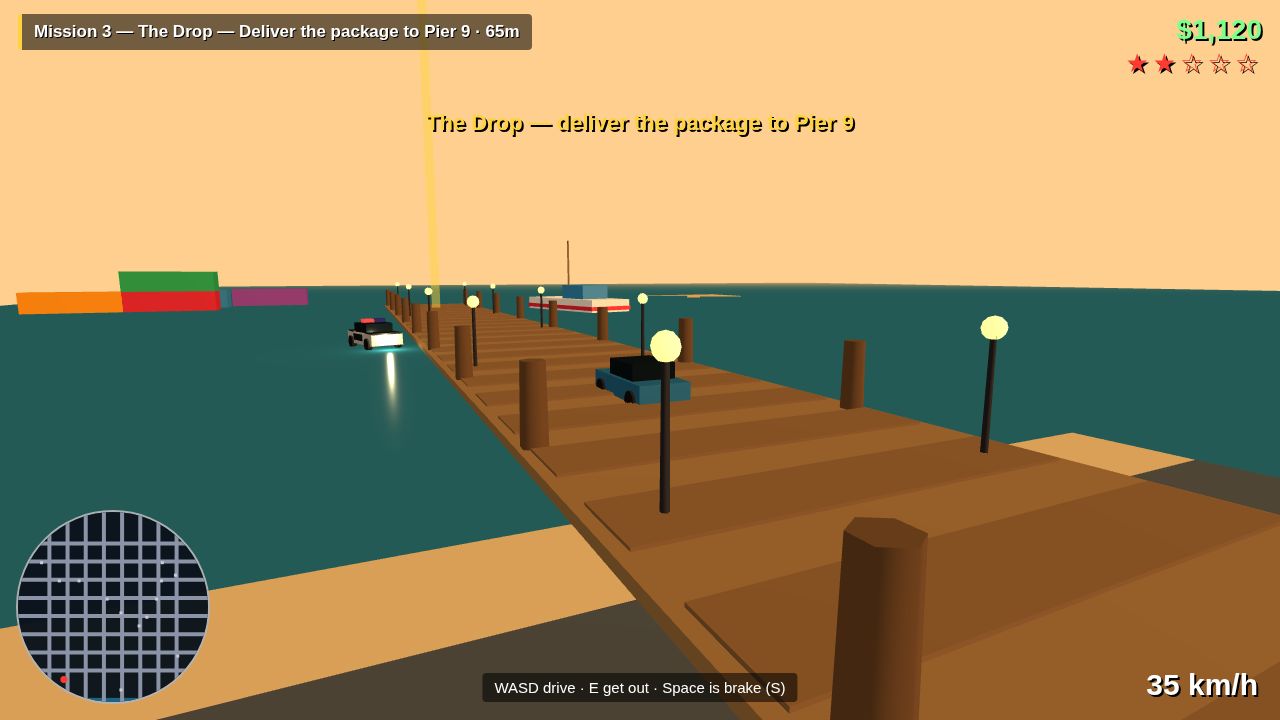 Mission 3 — The Drop — Deliver the package to Pier 9 · 65m
$1,120
★★☆☆☆
The Drop — deliver the package to Pier 9
WASD drive · E get out · Space is brake (S)
35 km/h